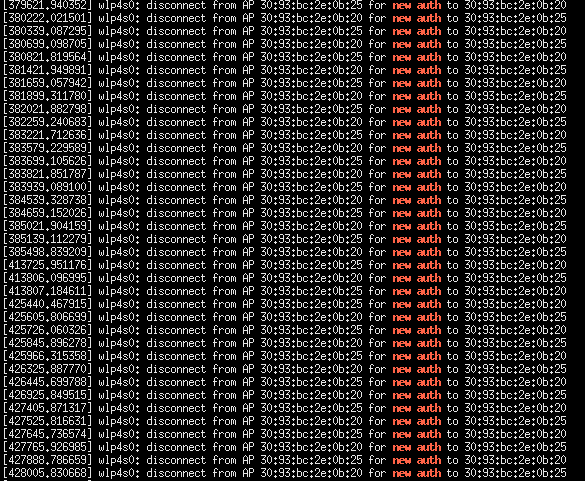 [379621.940352] wlp4s0: disconnect from AP 30:93:bc:2e:0b:25 for new auth to 30:93:bc:2e:0b:20
[380222.021501] wlp4s0: disconnect from AP 30:93:bc:2e:0b:20 for new auth to 30:93:bc:2e:0b:25
[380339.087295] wlp4s0: disconnect from AP 30:93:bc:2e:0b:25 for new auth to 30:93:bc:2e:0b:20
[380699.098705] wlp4s0: disconnect from AP 30:93:bc:2e:0b:20 for new auth to 30:93:bc:2e:0b:25
[380821.819564] wlp4s0: disconnect from AP 30:93:bc:2e:0b:25 for new auth to 30:93:bc:2e:0b:20
[381421.949891] wlp4s0: disconnect from AP 30:93:bc:2e:0b:20 for new auth to 30:93:bc:2e:0b:25
[381659.057942] wlp4s0: disconnect from AP 30:93:bc:2e:0b:25 for new auth to 30:93:bc:2e:0b:20
[381899.311780] wlp4s0: disconnect from AP 30:93:bc:2e:0b:20 for new auth to 30:93:bc:2e:0b:25
[382021.882798] wlp4s0: disconnect from AP 30:93:bc:2e:0b:25 for new auth to 30:93:bc:2e:0b:20
[382259.240683] wlp4s0: disconnect from AP 30:93:bc:2e:0b:20 for new auth to 30:93:bc:2e:0b:25
[383221.712636] wlp4s0: disconnect from AP 30:93:bc:2e:0b:25 for new auth to 30:93:bc:2e:0b:20
[383579.229589] wlp4s0: disconnect from AP 30:93:bc:2e:0b:20 for new auth to 30:93:bc:2e:0b:25
[383699.105626] wlp4s0: disconnect from AP 30:93:bc:2e:0b:25 for new auth to 30:93:bc:2e:0b:20
[383821.851787] wlp4s0: disconnect from AP 30:93:bc:2e:0b:20 for new auth to 30:93:bc:2e:0b:25
[383939.089100] wlp4s0: disconnect from AP 30:93:bc:2e:0b:25 for new auth to 30:93:bc:2e:0b:20
[384539.328738] wlp4s0: disconnect from AP 30:93:bc:2e:0b:20 for new auth to 30:93:bc:2e:0b:25
[384659.152026] wlp4s0: disconnect from AP 30:93:bc:2e:0b:25 for new auth to 30:93:bc:2e:0b:20
[385021.904159] wlp4s0: disconnect from AP 30:93:bc:2e:0b:20 for new auth to 30:93:bc:2e:0b:25
[385139.112279] wlp4s0: disconnect from AP 30:93:bc:2e:0b:25 for new auth to 30:93:bc:2e:0b:20
[385498.839209] wlp4s0: disconnect from AP 30:93:bc:2e:0b:20 for new auth to 30:93:bc:2e:0b:25
[413725.951176] wlp4s0: disconnect from AP 30:93:bc:2e:0b:25 for new auth to 30:93:bc:2e:0b:20
[413806.096995] wlp4s0: disconnect from AP 30:93:bc:2e:0b:20 for new auth to 30:93:bc:2e:0b:25
[413807.184611] wlp4s0: disconnect from AP 30:93:bc:2e:0b:25 for new auth to 30:93:bc:2e:0b:20
[425440.467915] wlp4s0: disconnect from AP 30:93:bc:2e:0b:25 for new auth to 30:93:bc:2e:0b:20
[425605.806699] wlp4s0: disconnect from AP 30:93:bc:2e:0b:20 for new auth to 30:93:bc:2e:0b:25
[425726.060326] wlp4s0: disconnect from AP 30:93:bc:2e:0b:25 for new auth to 30:93:bc:2e:0b:20
[425845.896278] wlp4s0: disconnect from AP 30:93:bc:2e:0b:20 for new auth to 30:93:bc:2e:0b:25
[425966.315358] wlp4s0: disconnect from AP 30:93:bc:2e:0b:25 for new auth to 30:93:bc:2e:0b:20
[426325.887770] wlp4s0: disconnect from AP 30:93:bc:2e:0b:20 for new auth to 30:93:bc:2e:0b:25
[426445.699788] wlp4s0: disconnect from AP 30:93:bc:2e:0b:25 for new auth to 30:93:bc:2e:0b:20
[426925.849515] wlp4s0: disconnect from AP 30:93:bc:2e:0b:20 for new auth to 30:93:bc:2e:0b:25
[427405.871317] wlp4s0: disconnect from AP 30:93:bc:2e:0b:25 for new auth to 30:93:bc:2e:0b:20
[427525.816631] wlp4s0: disconnect from AP 30:93:bc:2e:0b:20 for new auth to 30:93:bc:2e:0b:25
[427645.736574] wlp4s0: disconnect from AP 30:93:bc:2e:0b:25 for new auth to 30:93:bc:2e:0b:20
[427765.926985] wlp4s0: disconnect from AP 30:93:bc:2e:0b:20 for new auth to 30:93:bc:2e:0b:25
[427888.786659] wlp4s0: disconnect from AP 30:93:bc:2e:0b:25 for new auth to 30:93:bc:2e:0b:20
[428005.830668] wlp4s0: disconnect from AP 30:93:bc:2e:0b:20 for new auth to 30:93:bc:2e:0b:25